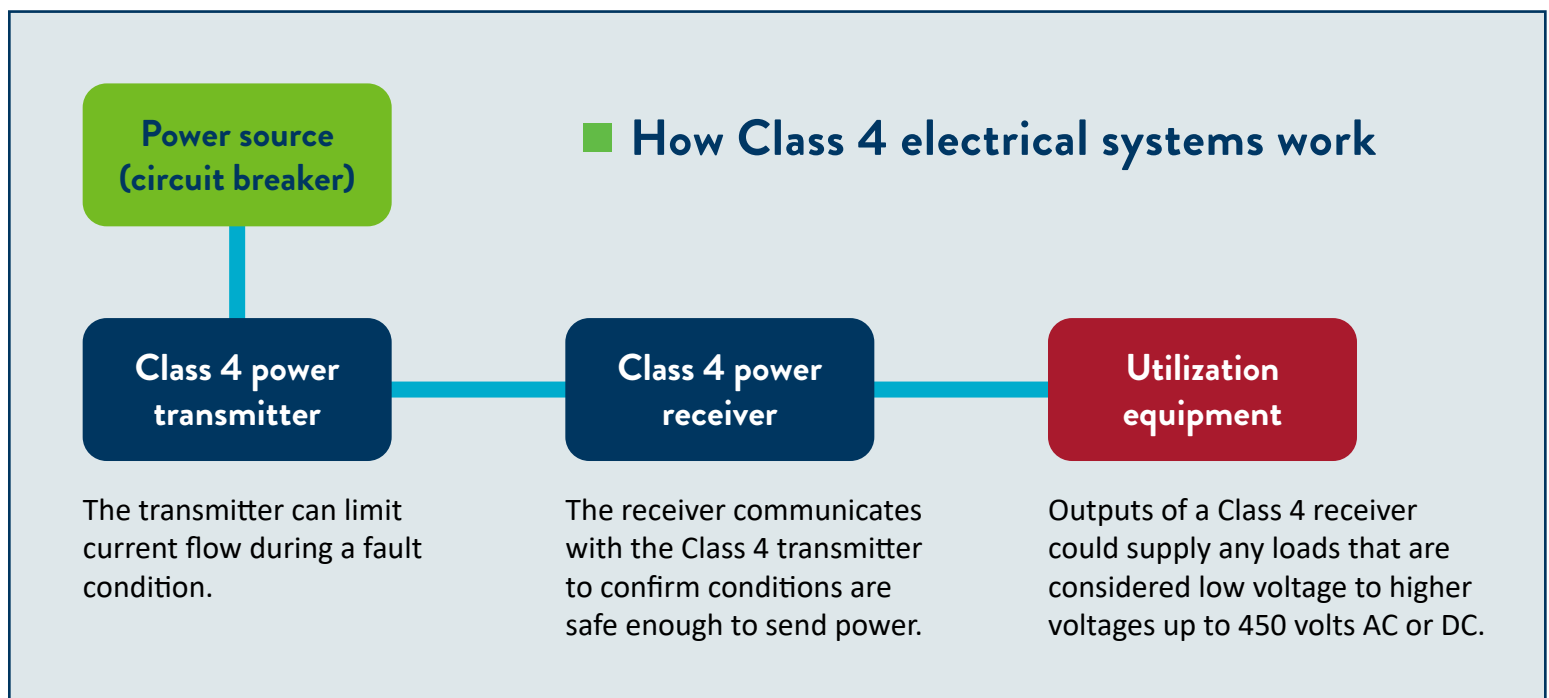 How Class 4 electrical systems work
Power source
(circuit breaker)
Class 4 power
transmitter
The transmitter can limit
current flow during a fault
condition.
Class 4 power
receiver
The receiver communicates
with the Class 4 transmitter
to confirm conditions are
safe enough to send power.
Utilization
equipment
Outputs of a Class 4 receiver
could supply any loads that are
considered low voltage to higher
voltages up to 450 volts AC or DC.